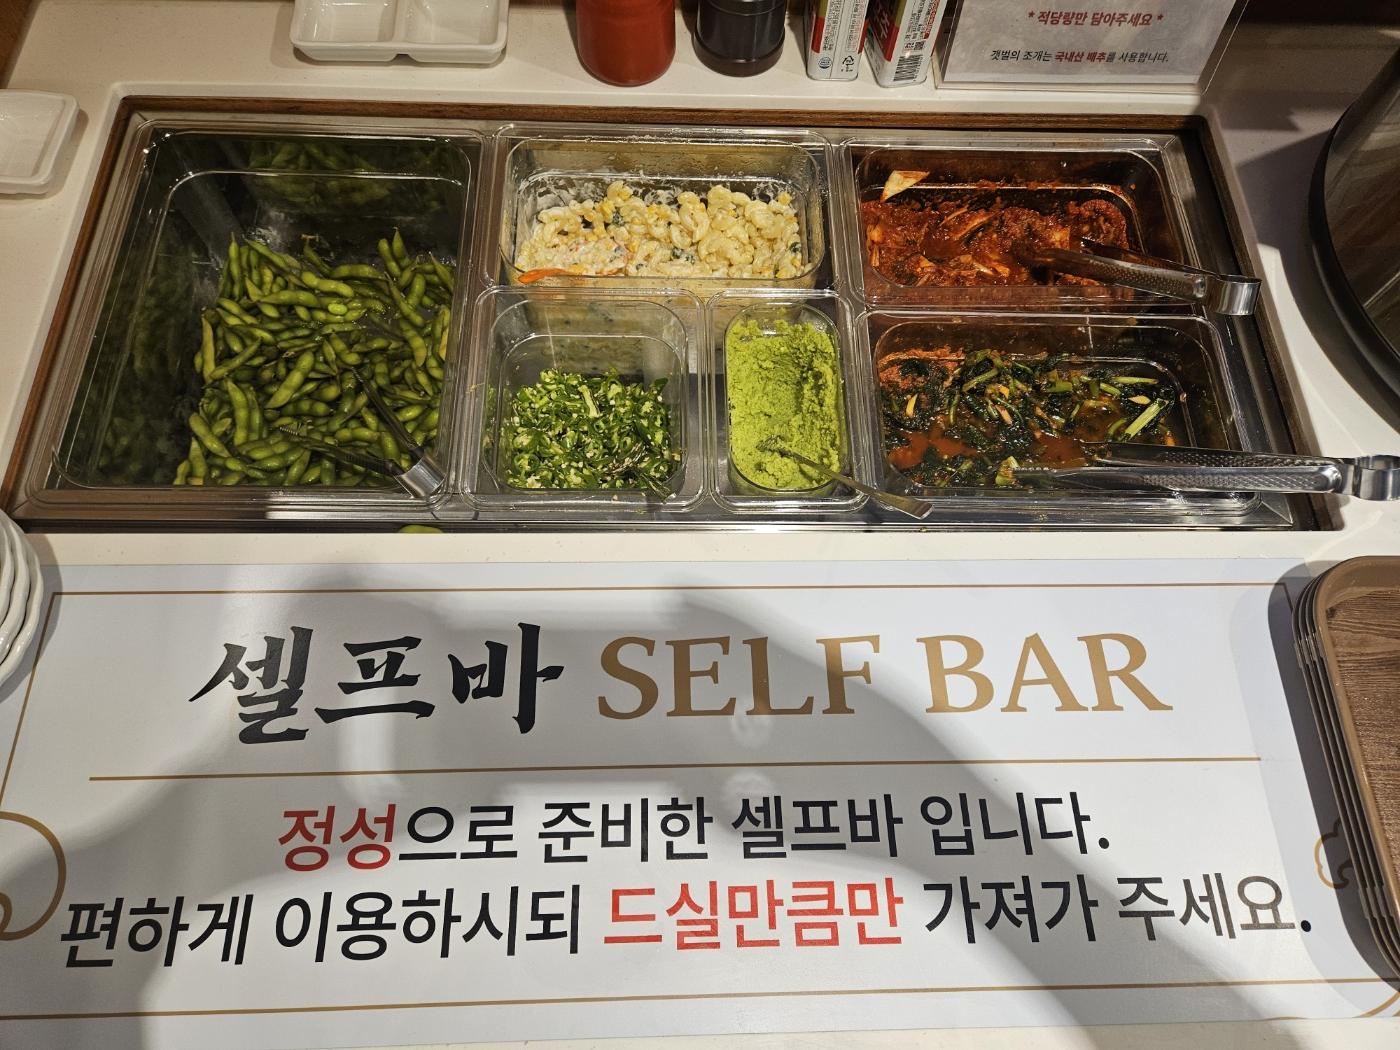 * 적당량만 담아주세요 *
갯벌의 조개는 국내산 배추를 사용합니다.
셀프바 SELF BAR
정성으로 준비한 셀프바 입니다.
편하게 이용하시되 드실만큼만 가져가 주세요.